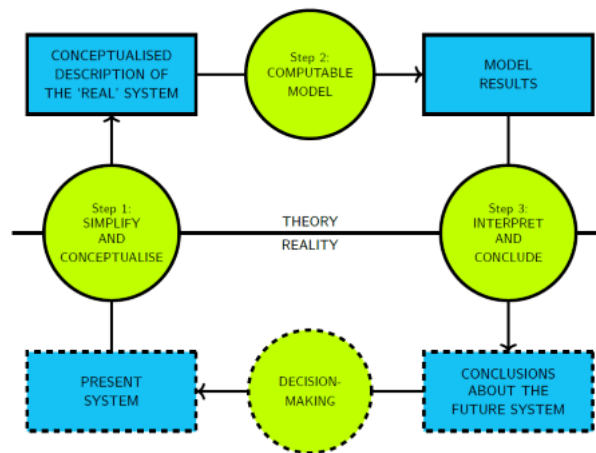 CONCEPTUALISED
DESCRIPTION OF
THE 'REAL' SYSTEM
Step 2:
COMPUTABLE
MODEL
MODEL
RESULTS
Step 1:
SIMPLIFY
AND
CONCEPTUALISE
THEORY
REALITY
Step 3:
INTERPRET
AND
CONCLUDE
PRESENT
SYSTEM
DECISION-
MAKING
CONCLUSIONS
ABOUT THE
FUTURE SYSTEM